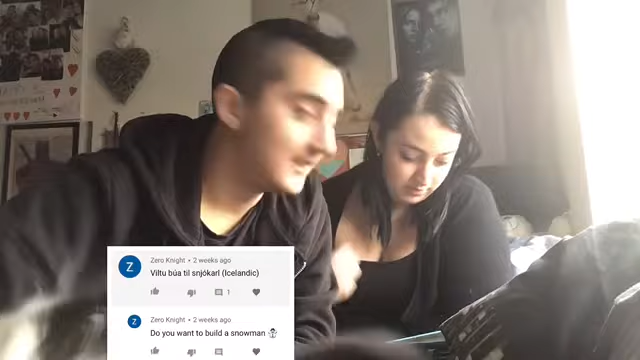 Z
Zero Knight • 2 weeks ago
Viltu búa til snjókarl (Icelandic)
1
Z
Zero Knight • 2 weeks ago
Do you want to build a snowman ☃